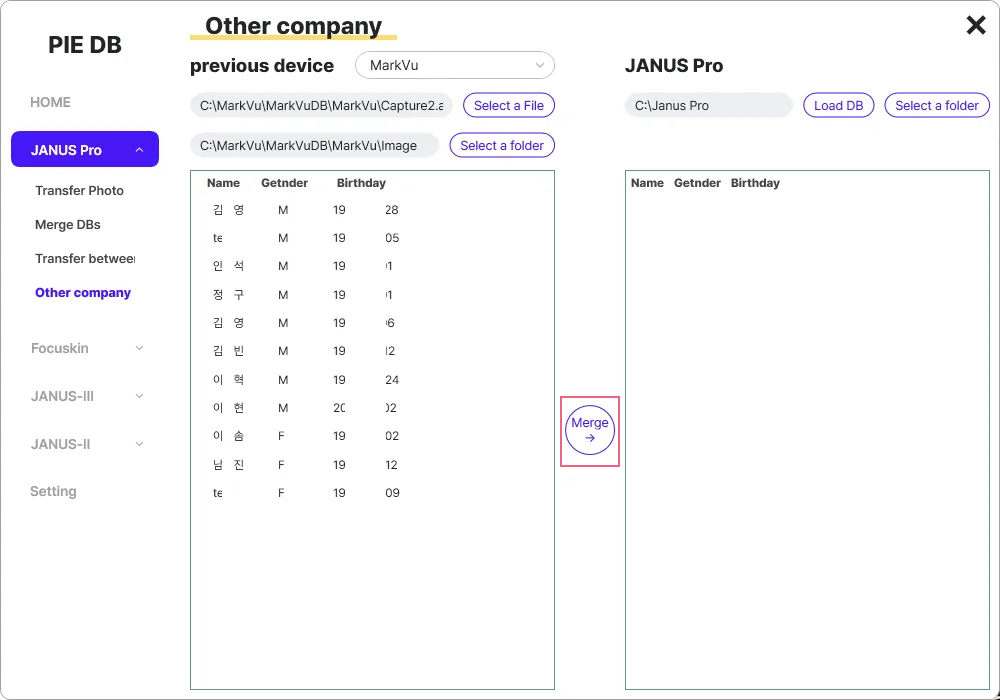 PIE DB
HOME
JANUS Pro
Transfer Photo
Merge DBs
Transfer between
Other company
Focuskin
JANUS-III
JANUS-II
Setting
Other company
previous device MarkVu
C:\MarkVu\MarkVuDB\MarkVu\Capture2.a Select a File
C:\MarkVu\MarkVuDB\MarkVu\Image Select a folder
Name Getnder Birthday
김 영 M 19 28
te M 19 05
인 석 M 19 01
정 구 M 19 01
김 영 M 19 06
김 빈 M 19 12
이 혁 M 19 24
이 현 M 20 02
이 솜 F 19 02
남 진 F 19 12
te F 19 09
Merge
→
JANUS Pro
C:\Janus Pro Load DB Select a folder
Name Getnder Birthday